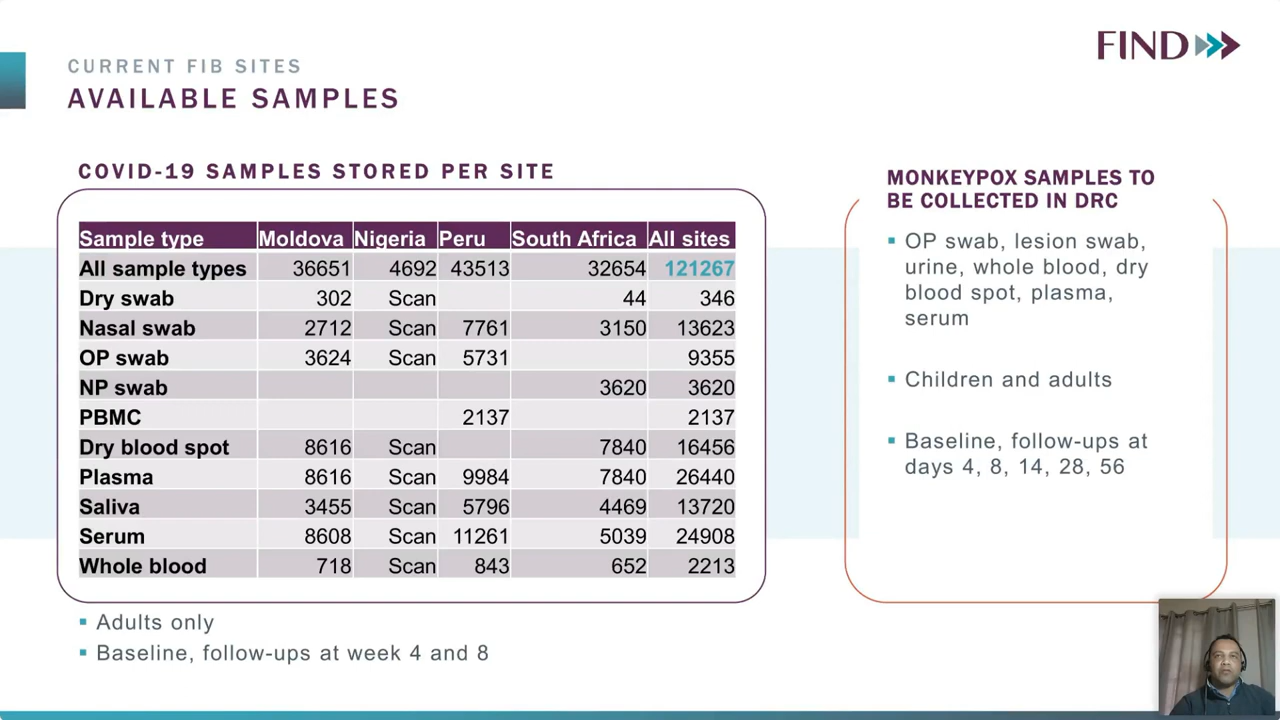 FIND
CURRENT FIB SITES
AVAILABLE SAMPLES
COVID-19 SAMPLES STORED PER SITE
Sample type Moldova Nigeria Peru South Africa All sites
All sample types 36651 4692 43513 32654 121267
Dry swab 302 Scan 44 346
Nasal swab 2712 Scan 7761 3150 13623
OP swab 3624 Scan 5731 9355
NP swab 3620 3620
PBMC 2137 2137
Dry blood spot 8616 Scan 7840 16456
Plasma 8616 Scan 9984 7840 26440
Saliva 3455 Scan 5796 4469 13720
Serum 8608 Scan 11261 5039 24908
Whole blood 718 Scan 843 652 2213
▪ Adults only
▪ Baseline, follow-ups at week 4 and 8
MONKEYPOX SAMPLES TO
BE COLLECTED IN DRC
▪ OP swab, lesion swab,
urine, whole blood, dry
blood spot, plasma,
serum
▪ Children and adults
▪ Baseline, follow-ups at
days 4, 8, 14, 28, 56